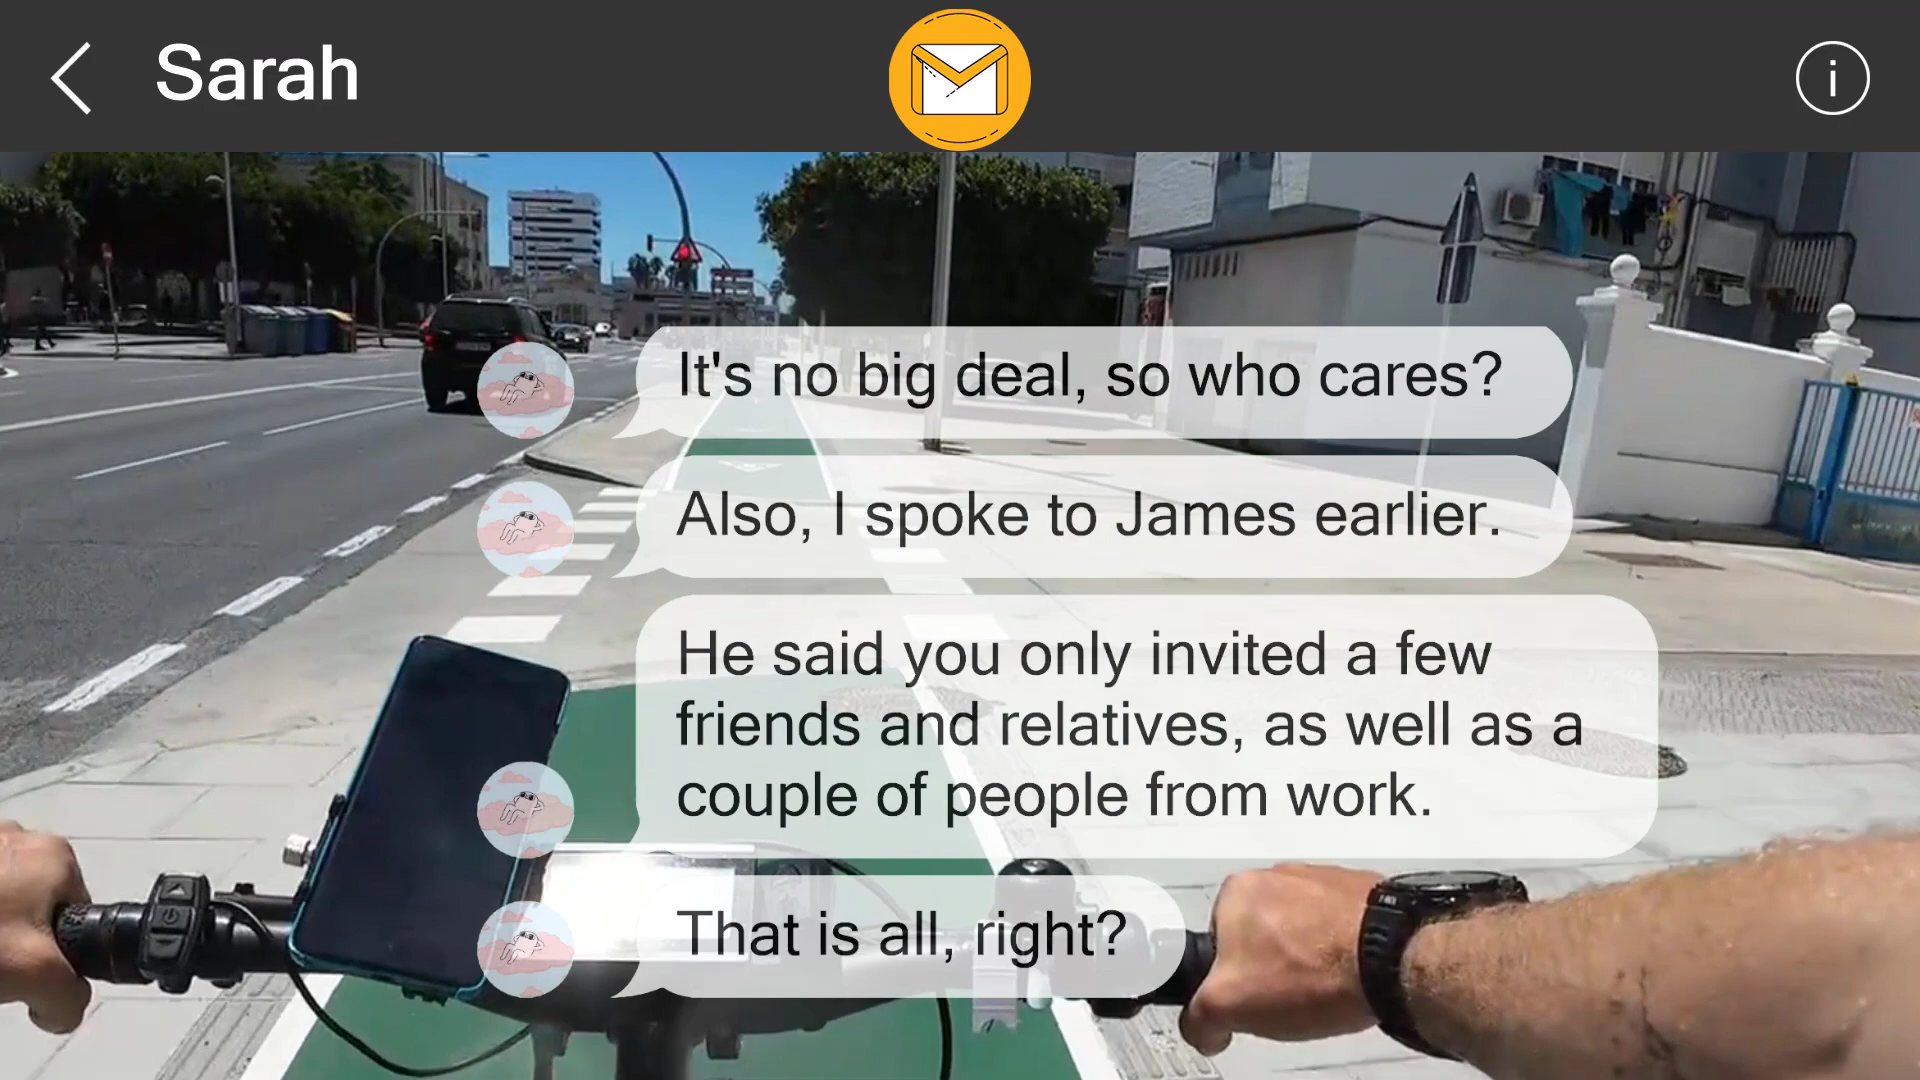 Sarah
It's no big deal, so who cares?
Also, I spoke to James earlier.
He said you only invited a few
friends and relatives, as well as a
couple of people from work.
That is all, right?